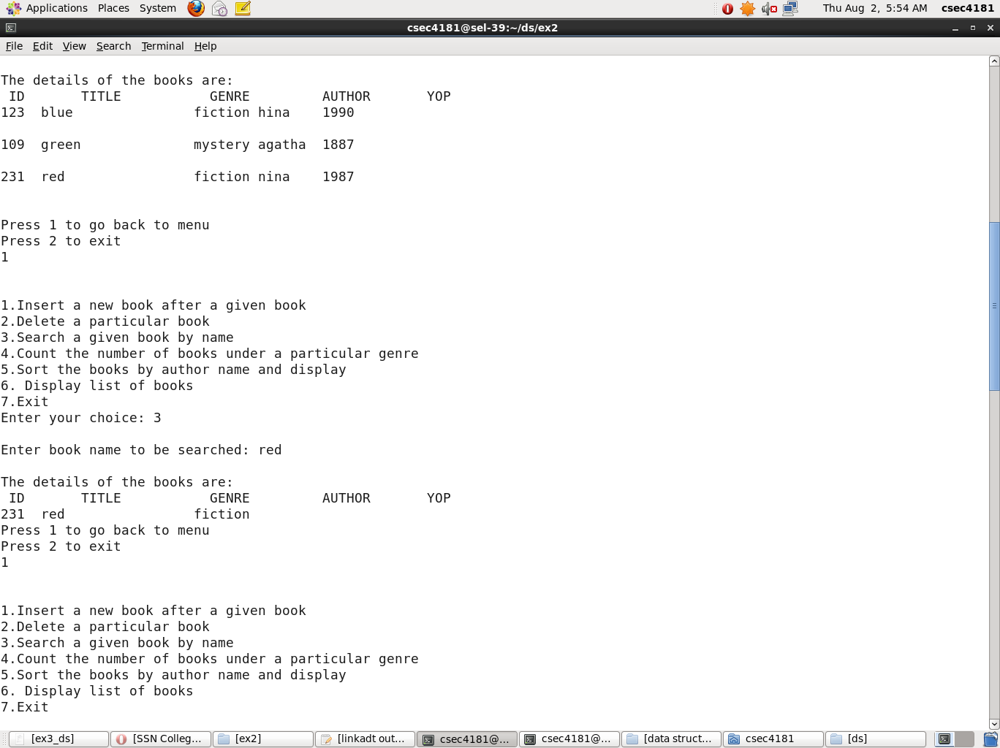 Applications Places System Thu Aug 2, 5:54 AM csec4181
csec4181@sel-39:~/ds/ex2
File Edit View Search Terminal Help
The details of the books are:
ID TITLE GENRE AUTHOR YOP
123 blue fiction hina 1990
109 green mystery agatha 1887
231 red fiction nina 1987
Press 1 to go back to menu
Press 2 to exit
1
1.Insert a new book after a given book
2.Delete a particular book
3.Search a given book by name
4.Count the number of books under a particular genre
5.Sort the books by author name and display
6. Display list of books
7.Exit
Enter your choice: 3
Enter book name to be searched: red
The details of the books are:
ID TITLE GENRE AUTHOR YOP
231 red fiction
Press 1 to go back to menu
Press 2 to exit
1
1.Insert a new book after a given book
2.Delete a particular book
3.Search a given book by name
4.Count the number of books under a particular genre
5.Sort the books by author name and display
6. Display list of books
7.Exit
[ex3_ds] [SSN Colleg... [ex2] [linkadt out... csec4181@... csec4181@... [data struct... csec4181 [ds]